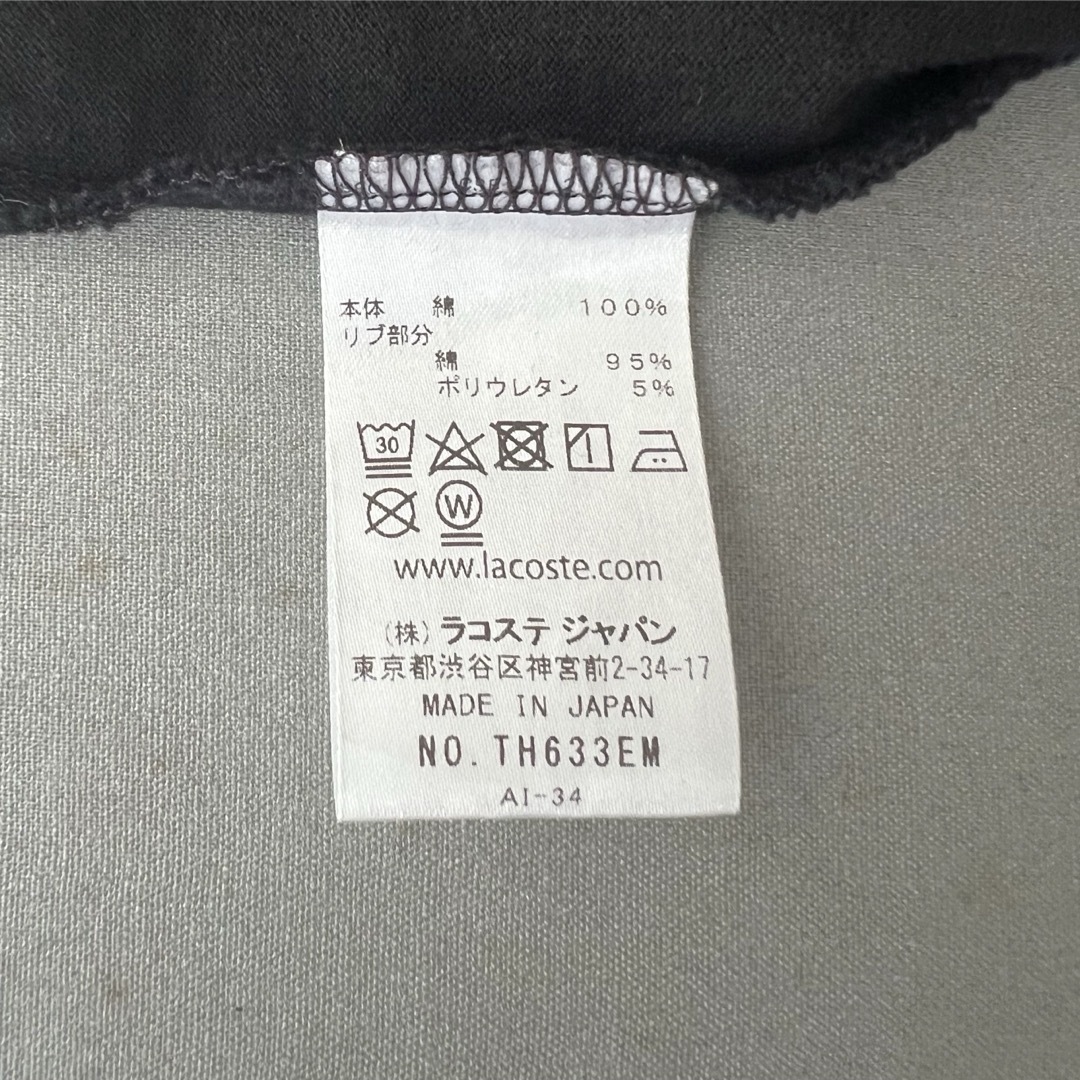 本体 綿 １００％
リブ部分
綿 ９５％
ポリウレタン ５％
30
W
www.lacoste.com
（株）ラコステ ジャパン
東京都渋谷区神宮前2-34-17
MADE IN JAPAN
NO. TH633EM
AI-34